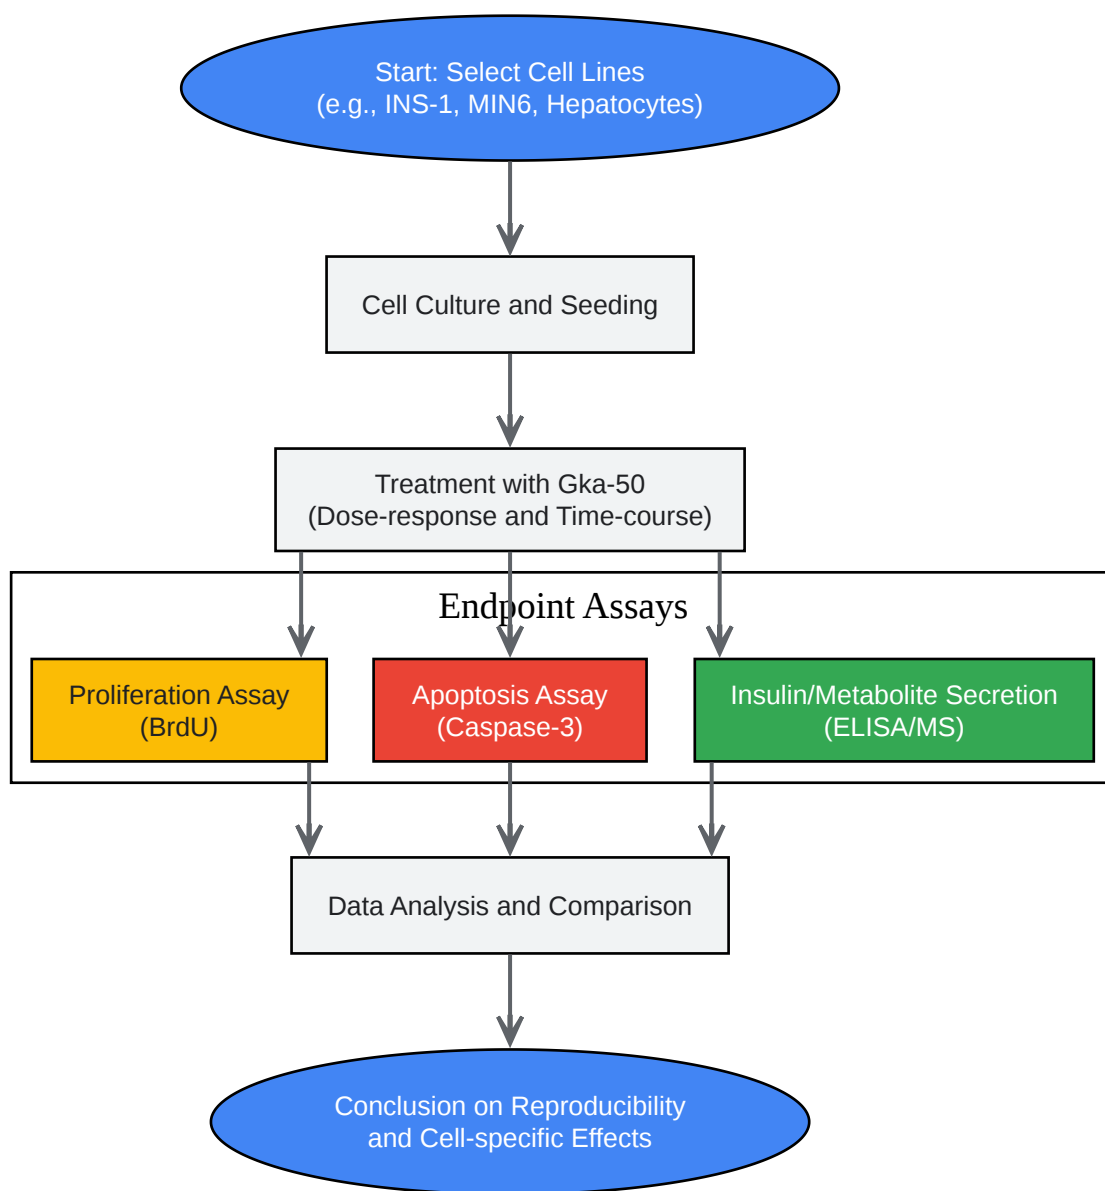 Start: Select Cell Lines
(e.g., INS-1, MIN6, Hepatocytes)
Cell Culture and Seeding
Treatment with Gka-50
(Dose-response and Time-course)
Endpoint Assays
Proliferation Assay
(BrdU)
Apoptosis Assay
(Caspase-3)
Insulin/Metabolite Secretion
(ELISA/MS)
Data Analysis and Comparison
Conclusion on Reproducibility
and Cell-specific Effects